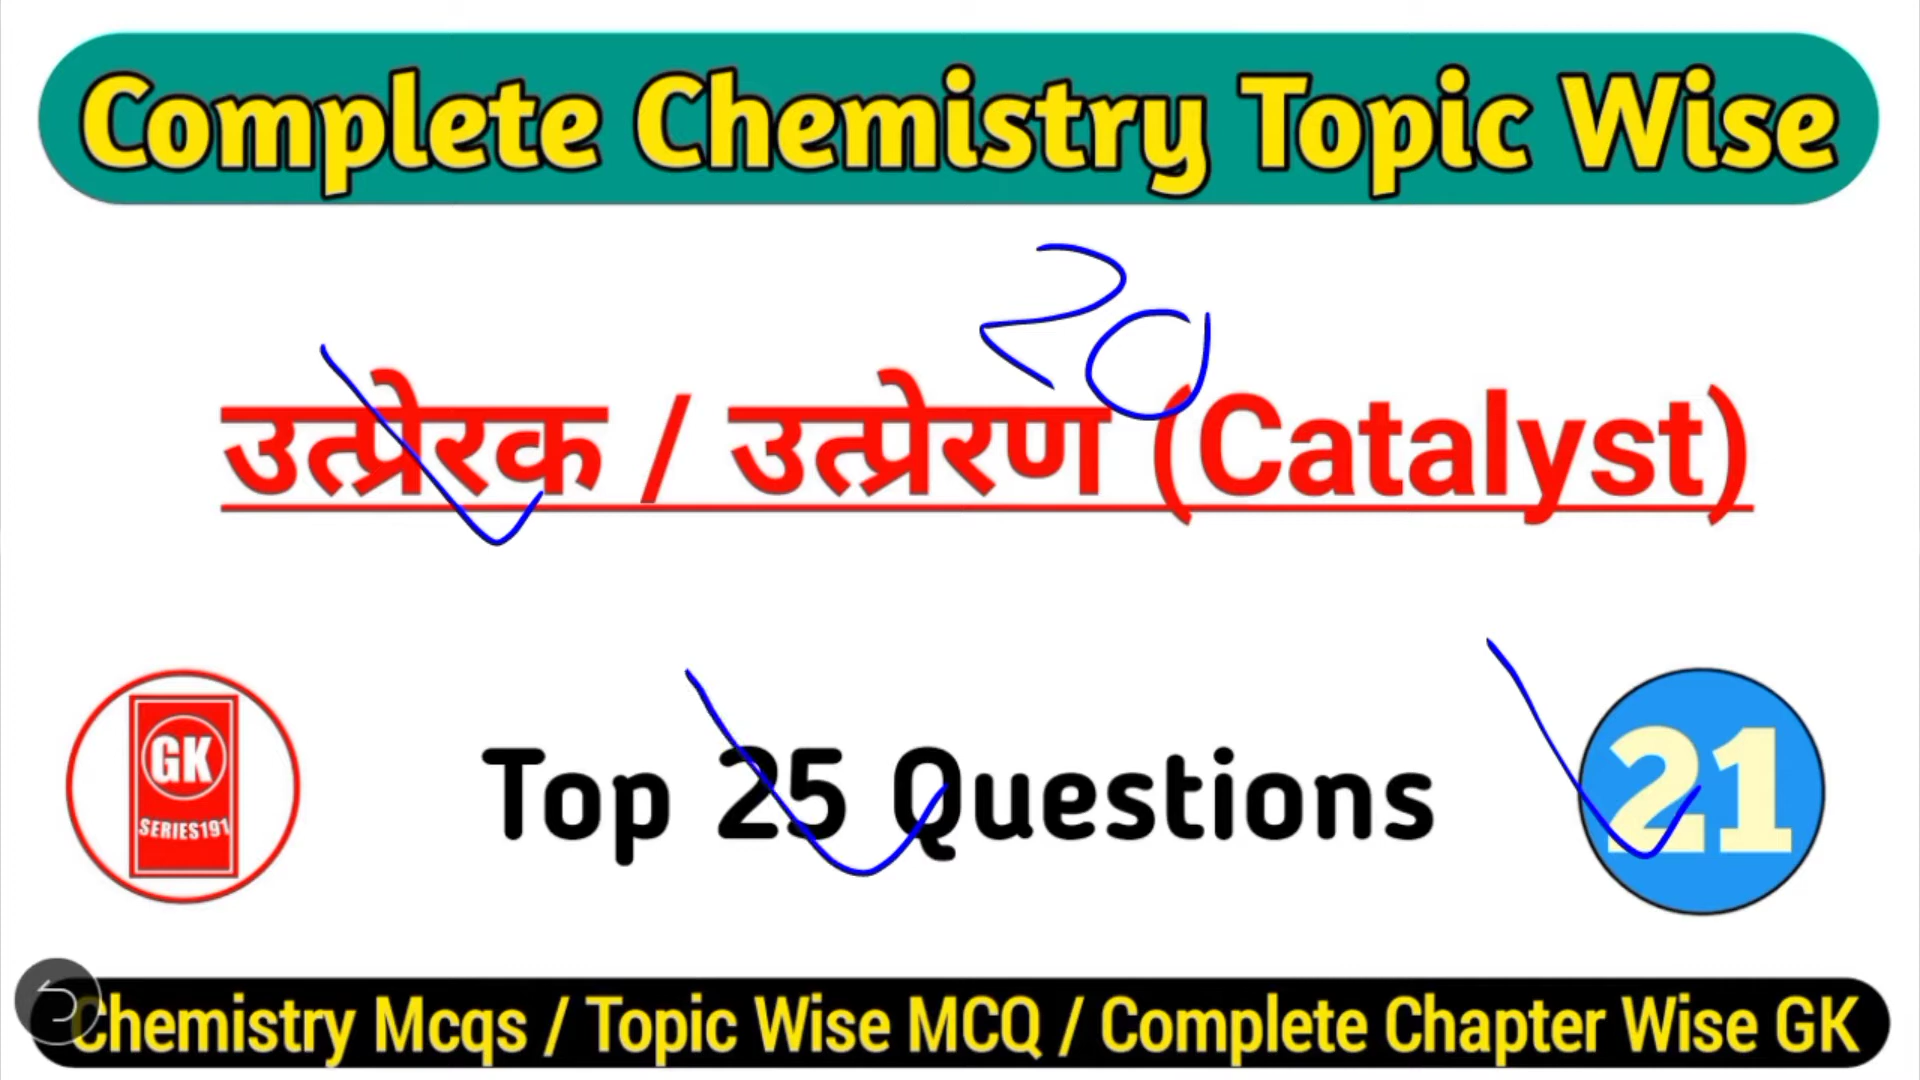 Complete Chemistry Topic Wise
20
उत्प्रेरक / उत्प्रेरण (Catalyst)
GK
SERIES191
Top 25 Questions
21
Chemistry Mcqs / Topic Wise MCQ / Complete Chapter Wise GK